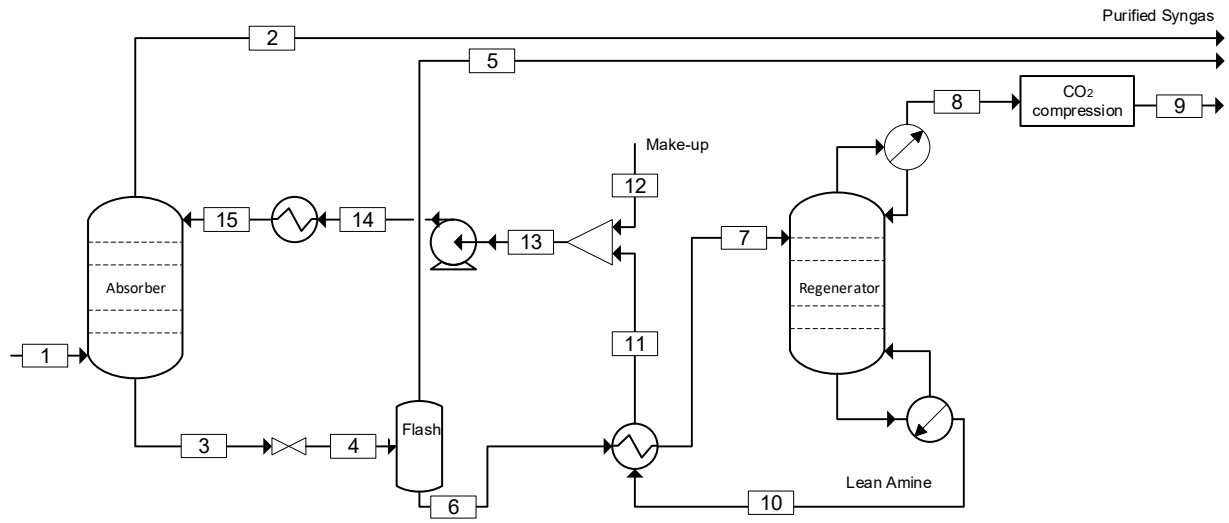 Purified Syngas
2
5
8
CO2
compression
9
Make-up
12
15
14
13
7
Absorber
Regenerator
11
1
Flash
3
4
Lean Amine
6
10